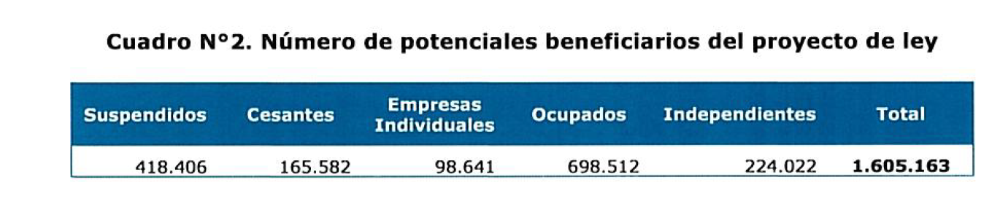 Cuadro N°2. Número de potenciales beneficiarios del proyecto de ley
Suspendidos Cesantes Empresas Individuales Ocupados Independientes Total
418.406 165.582 98.641 698.512 224.022 1.605.163